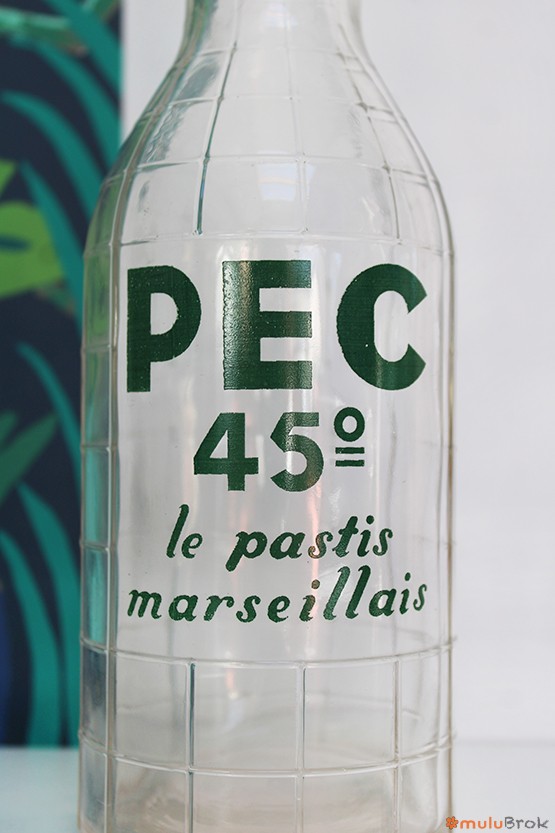 PEC
45º
le pastis
marseillais
muluBrok